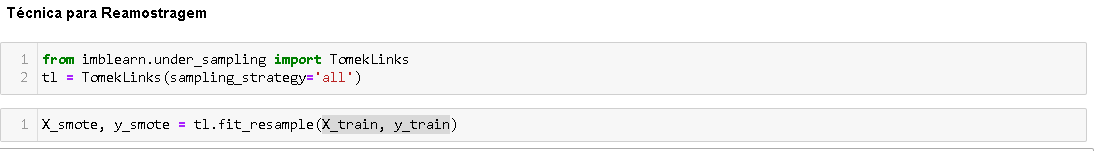 Técnica para Reamostragem
1 from imblearn.under_sampling import TomekLinks
2 tl = TomekLinks(sampling_strategy='all')
1 X_smote, y_smote = tl.fit_resample(X_train, y_train)